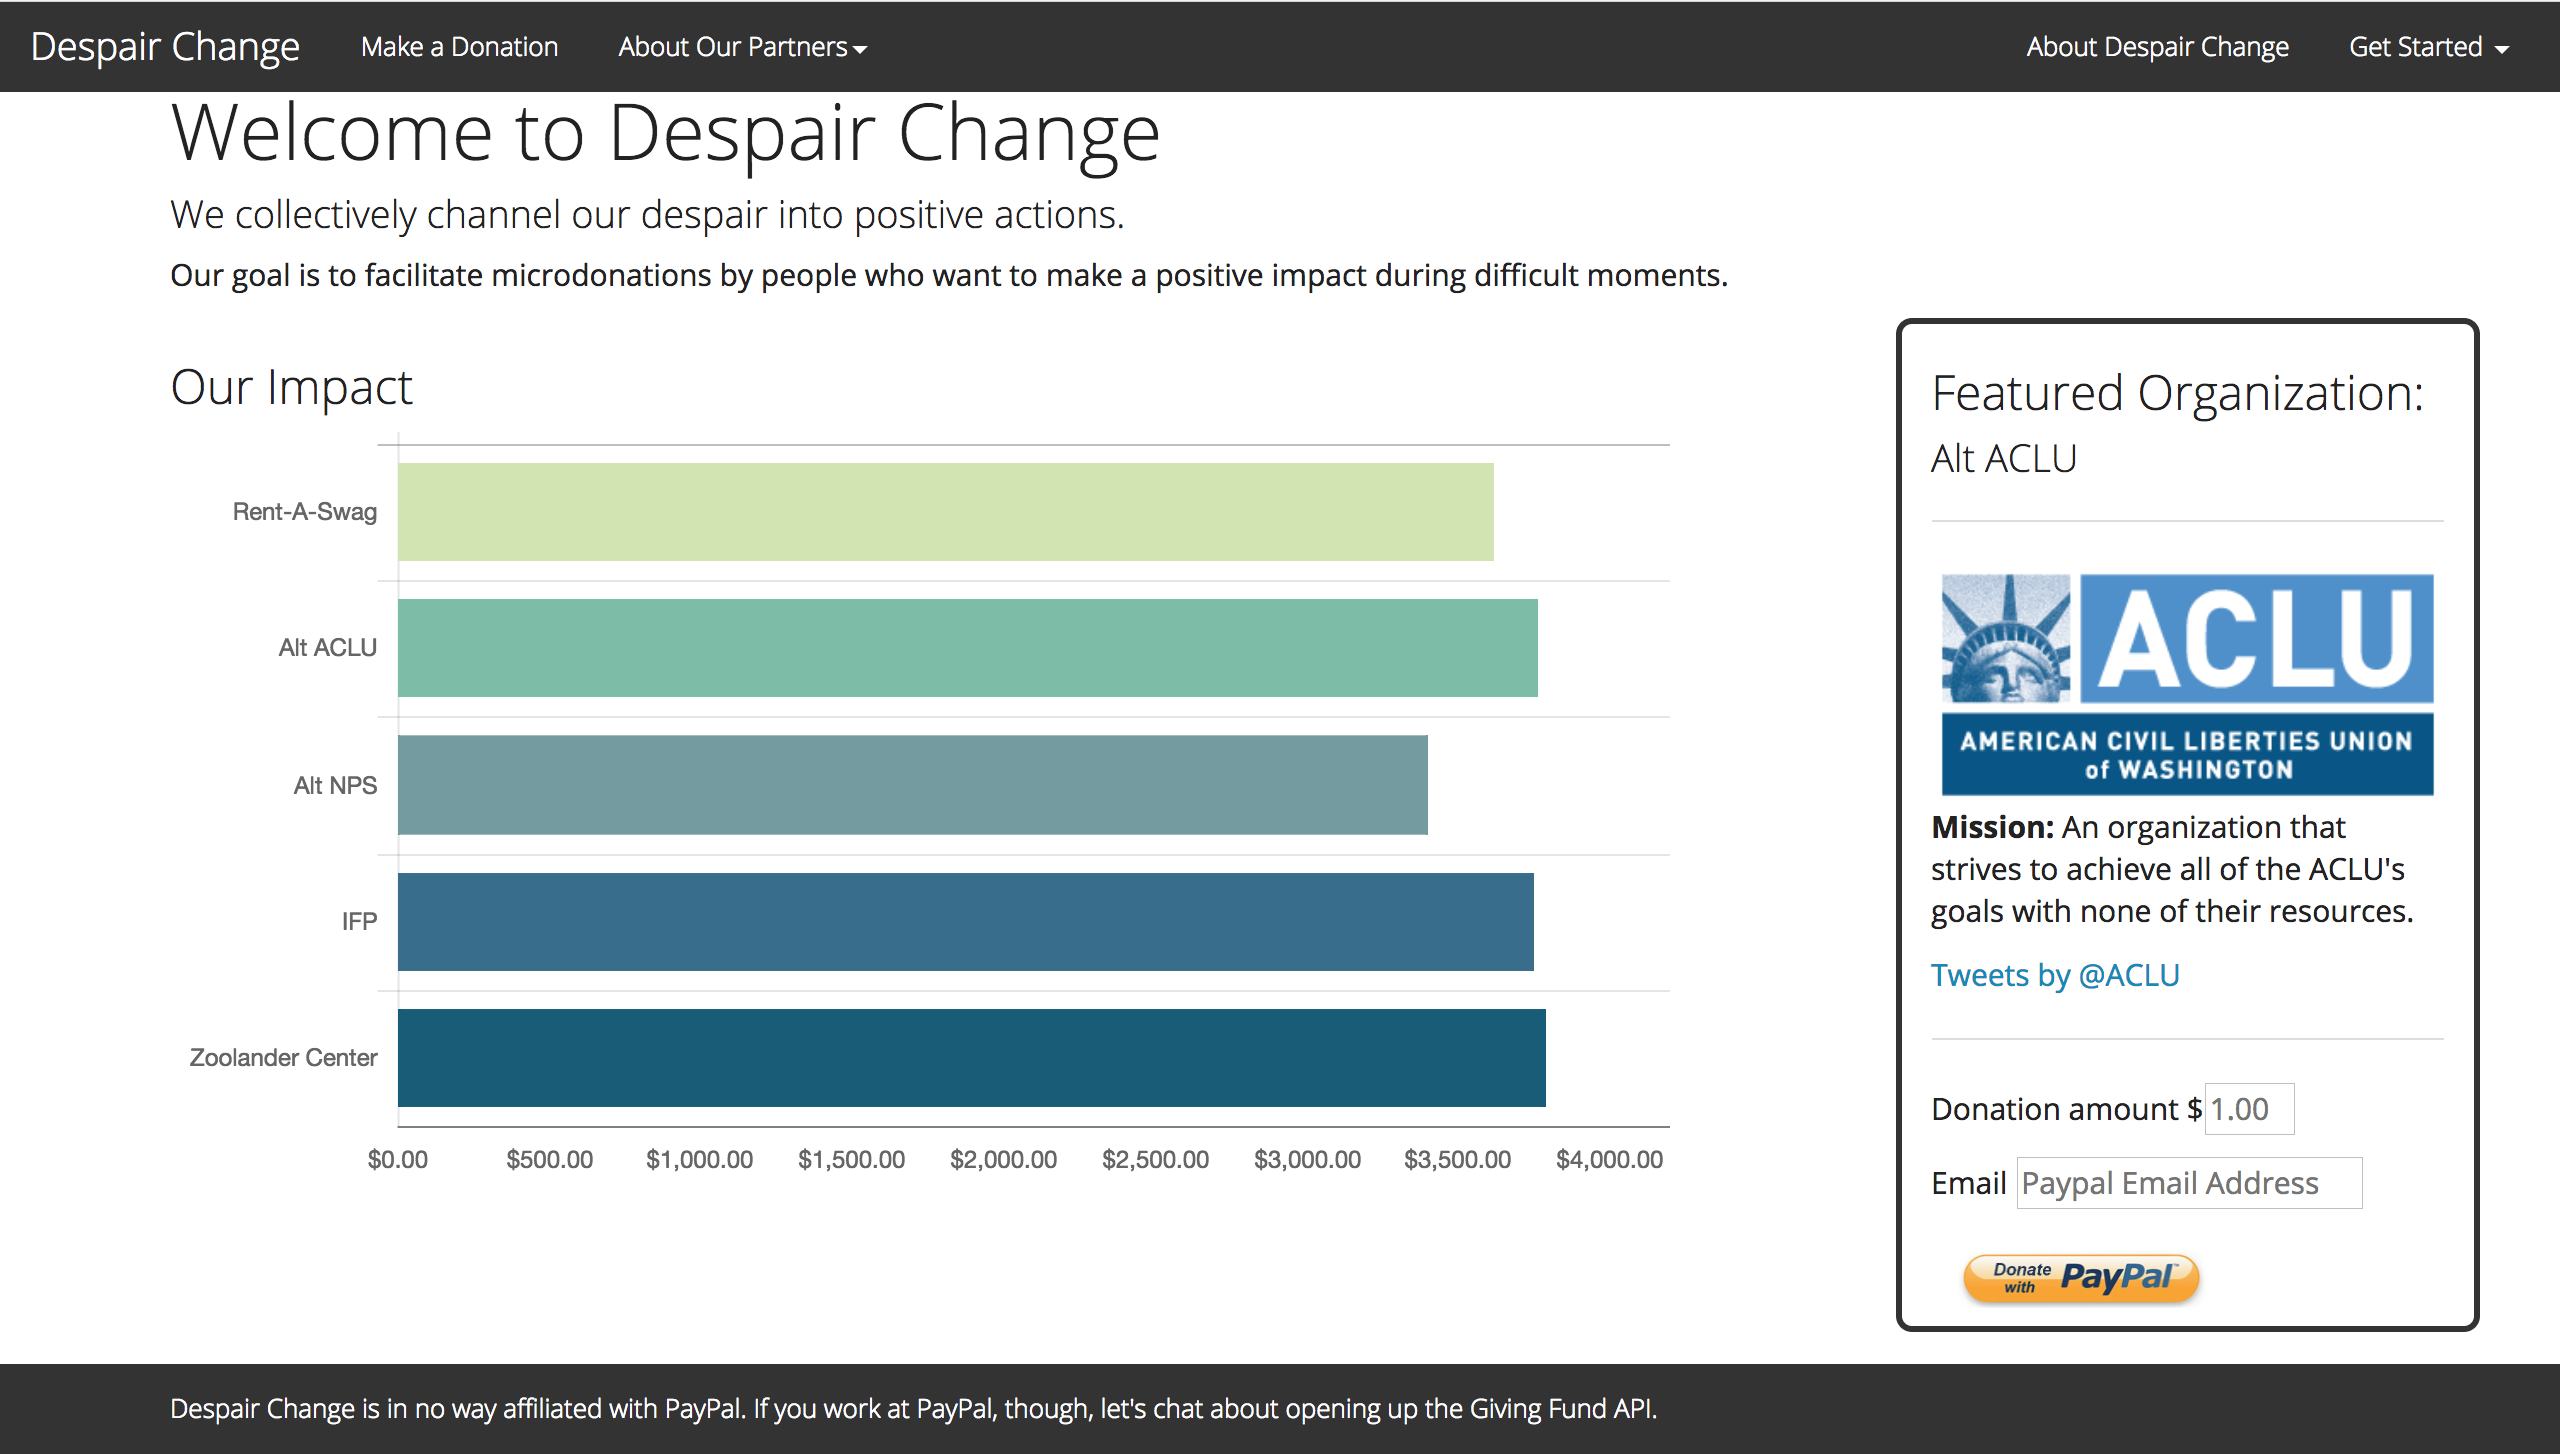 Despair Change
Make a Donation
About Our Partners
About Despair Change
Get Started
Welcome to Despair Change
We collectively channel our despair into positive actions.
Our goal is to facilitate microdonations by people who want to make a positive impact during difficult moments.
Our Impact
Rent-A-Swag
Alt ACLU
Alt NPS
IFP
Zoolander Center
$0.00
$500.00
$1,000.00
$1,500.00
$2,000.00
$2,500.00
$3,000.00
$3,500.00
$4,000.00
Featured Organization:
Alt ACLU
ACLU
AMERICAN CIVIL LIBERTIES UNION
of WASHINGTON
Mission: An organization that
strives to achieve all of the ACLU's
goals with none of their resources.
Tweets by @ACLU
Donation amount $ 1.00
Email Paypal Email Address
Donate
with
PayPal™
Despair Change is in no way affiliated with PayPal. If you work at PayPal, though, let's chat about opening up the Giving Fund API.